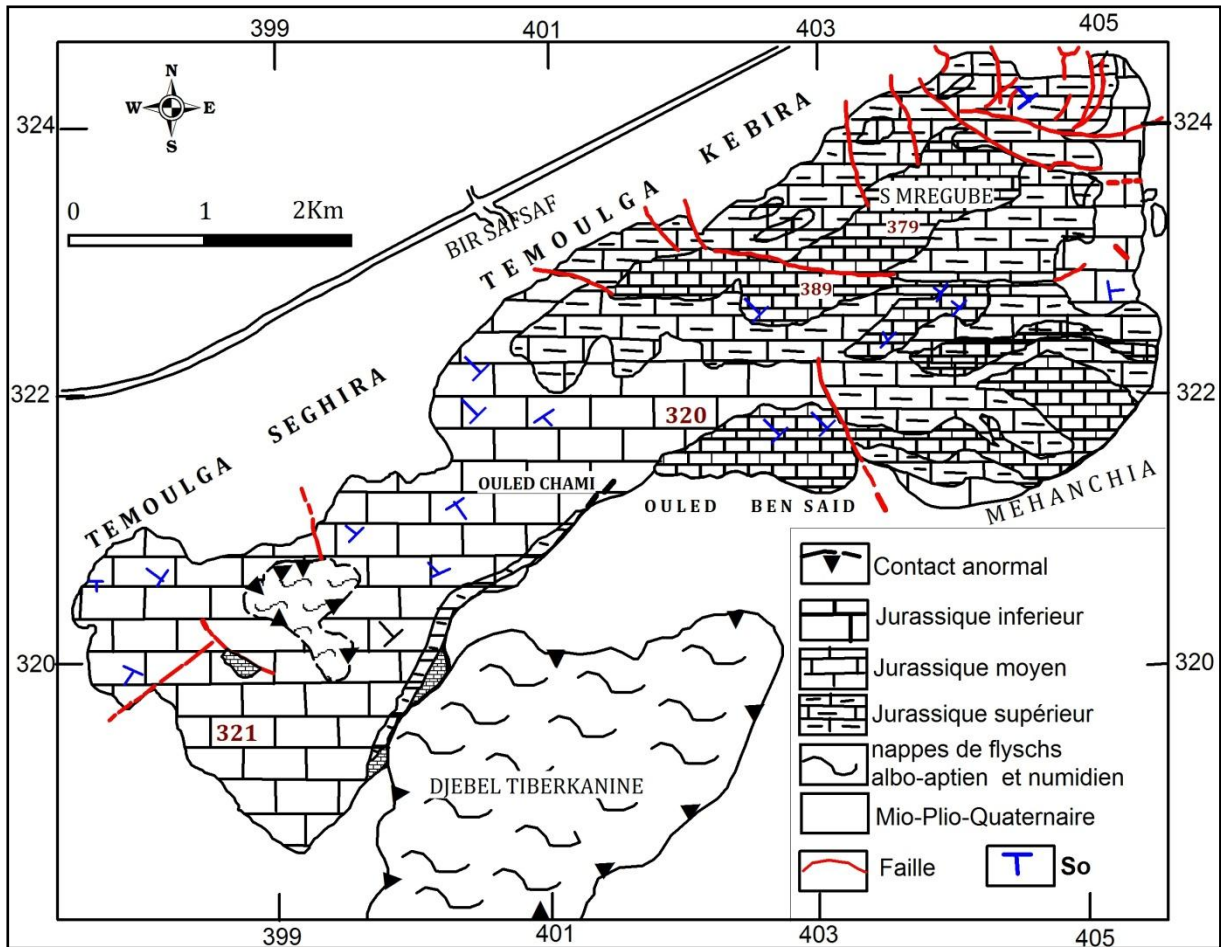 399 401 403 405
N
W E
S
324
324
0 1 2Km
BIR SAFSAF
TEMOULGA KEBIRA
S MREGUBE
379
389
322
322
TEMOULGA SEGHIRA
320
OULED CHAMI
OULED BEN SAID
MEHANCHIA
320
320
321
DJEBEL TIBERKANINE
Contact anormal
Jurassique inferieur
Jurassique moyen
Jurassique supérieur
nappes de flyschs
albo-aptien et numidien
Mio-Plio-Quaternaire
Faille
So
399 401 403 405